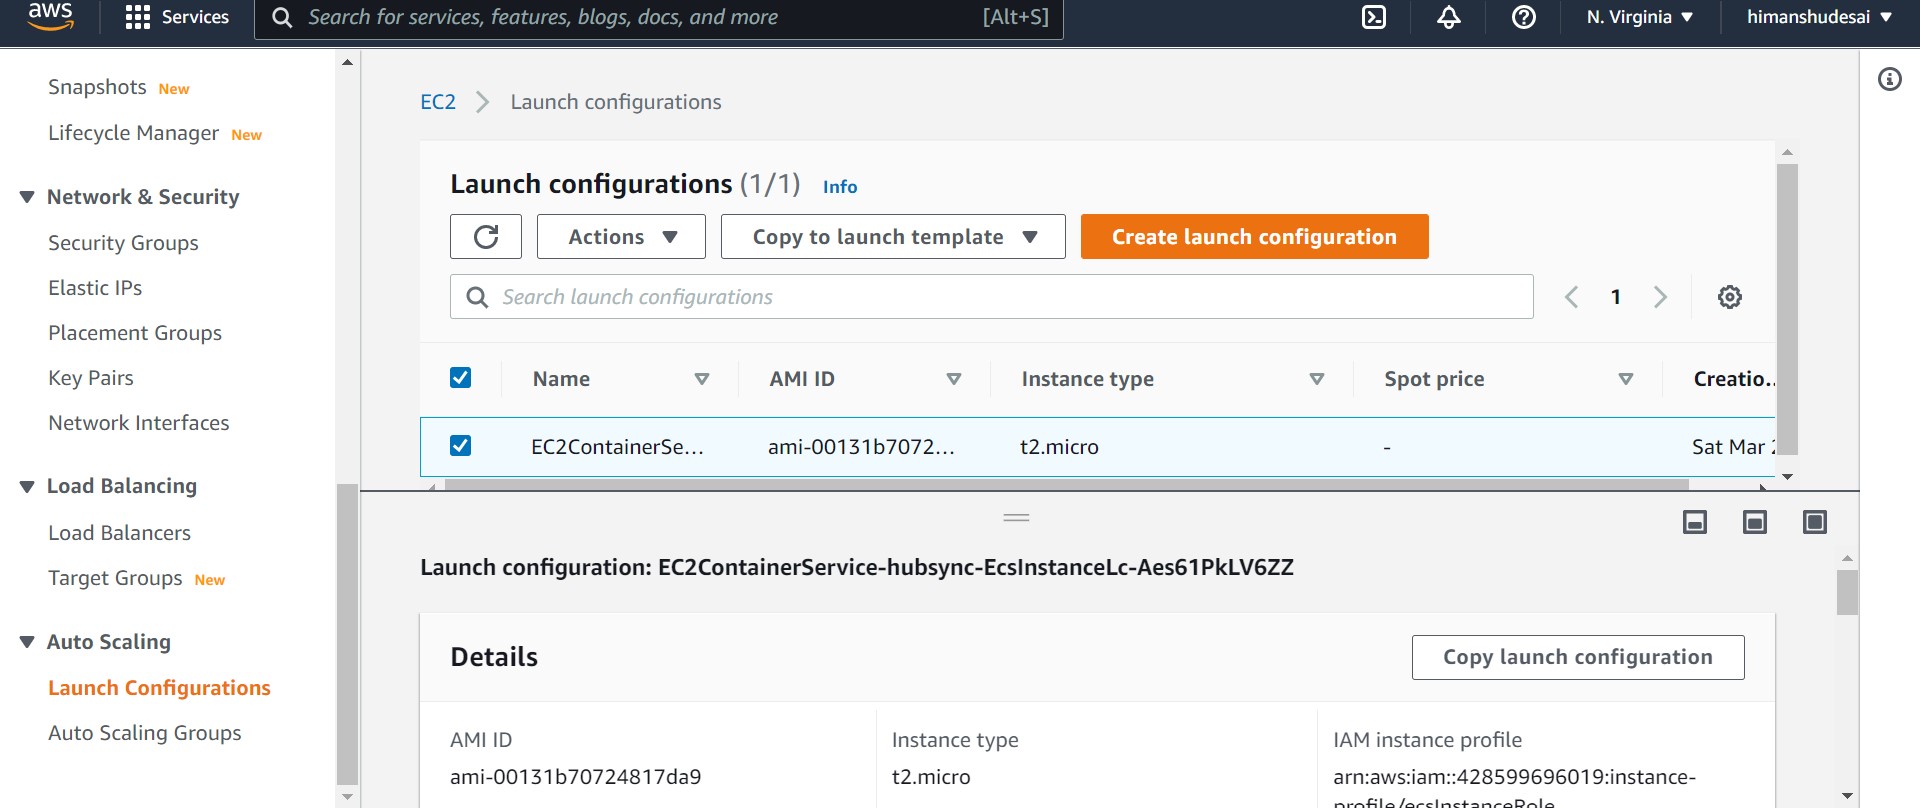 aws Services Search for services, features, blogs, docs, and more [Alt+S] N. Virginia himanshudesai
Snapshots New
Lifecycle Manager New
Network & Security
Security Groups
Elastic IPs
Placement Groups
Key Pairs
Network Interfaces
Load Balancing
Load Balancers
Target Groups New
Auto Scaling
Launch Configurations
Auto Scaling Groups
EC2 > Launch configurations
Launch configurations (1/1) Info
Actions Copy to launch template Create launch configuration
Search launch configurations 1
Name AMI ID Instance type Spot price Creatio..
EC2ContainerSe... ami-00131b7072... t2.micro - Sat Mar
Launch configuration: EC2ContainerService-hubsync-EcsInstanceLc-Aes61PkLV6ZZ
Details Copy launch configuration
AMI ID Instance type IAM instance profile
ami-00131b70724817da9 t2.micro arn:aws:iam::428599696019:instance-
profile/ecsInstanceRole